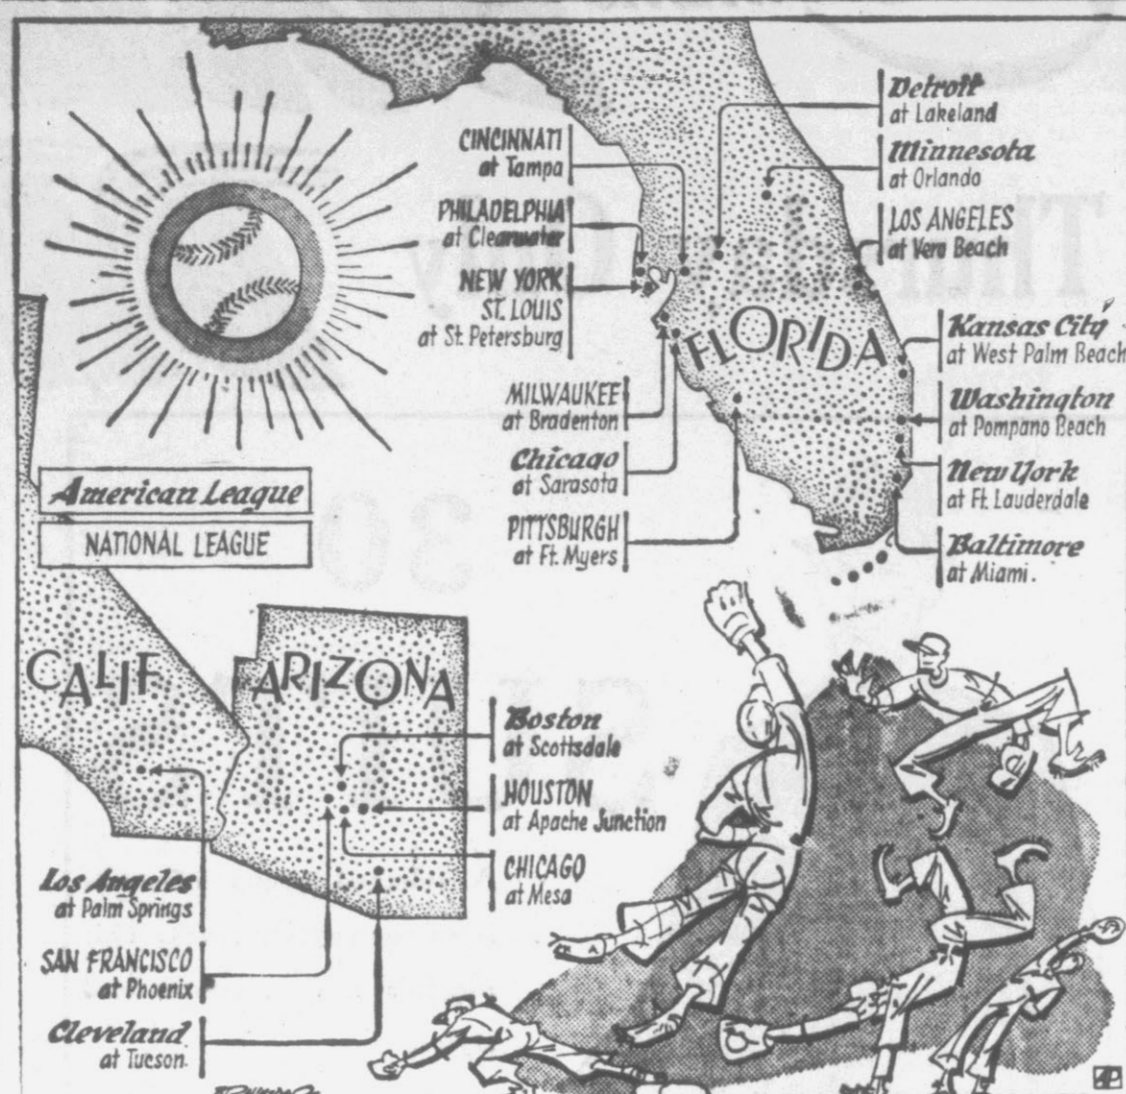 CINCINNATI
at Tampa
PHILADELPHIA
at Clearwater
NEW YORK
ST. LOUIS
at St. Petersburg
MILWAUKEE
at Bradenton
Chicago
at Sarasota
PITTSBURGH
at Ft. Myers
Detroit
at Lakeland
Minnesota
at Orlando
LOS ANGELES
at Vero Beach
Kansas City
at West Palm Beach
Washington
at Pompano Beach
New York
at Ft. Lauderdale
Baltimore
at Miami.
FLORIDA
American League
NATIONAL LEAGUE
CALIF
ARIZONA
Boston
at Scottsdale
HOUSTON
at Apache Junction
CHICAGO
at Mesa
Los Angeles
at Palm Springs
SAN FRANCISCO
at Phoenix
Cleveland
at Tucson.
AP